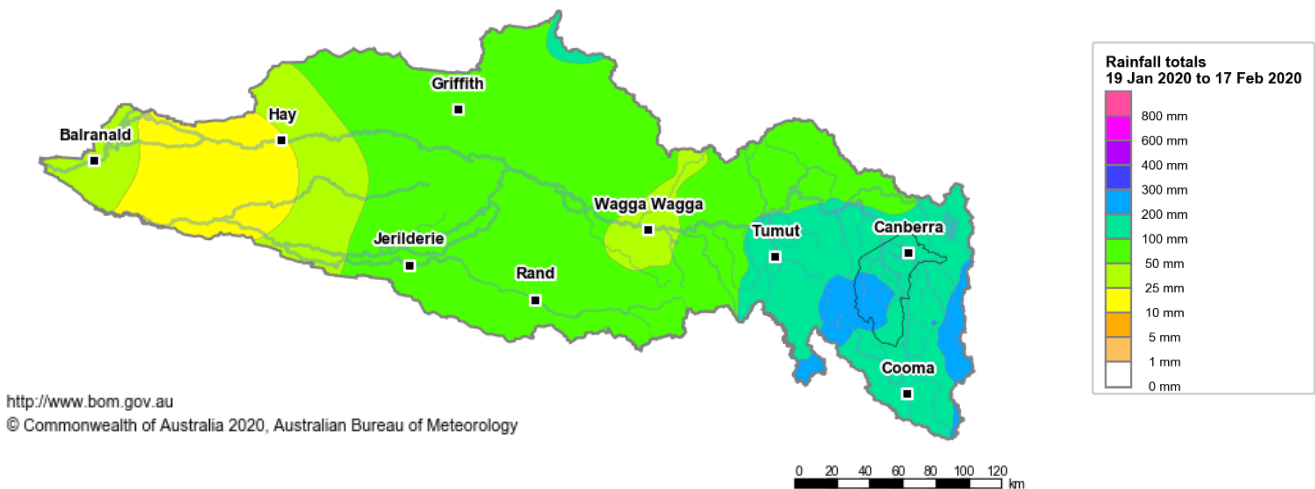 Rainfall totals
19 Jan 2020 to 17 Feb 2020
800 mm
600 mm
400 mm
300 mm
200 mm
100 mm
50 mm
25 mm
10 mm
5 mm
1 mm
0 mm
Griffith
Hay
Balranald
Wagga Wagga
Tumut
Canberra
Jerilderie
Rand
Cooma
http://www.bom.gov.au
© Commonwealth of Australia 2020, Australian Bureau of Meteorology
0 20 40 60 80 100 120
km